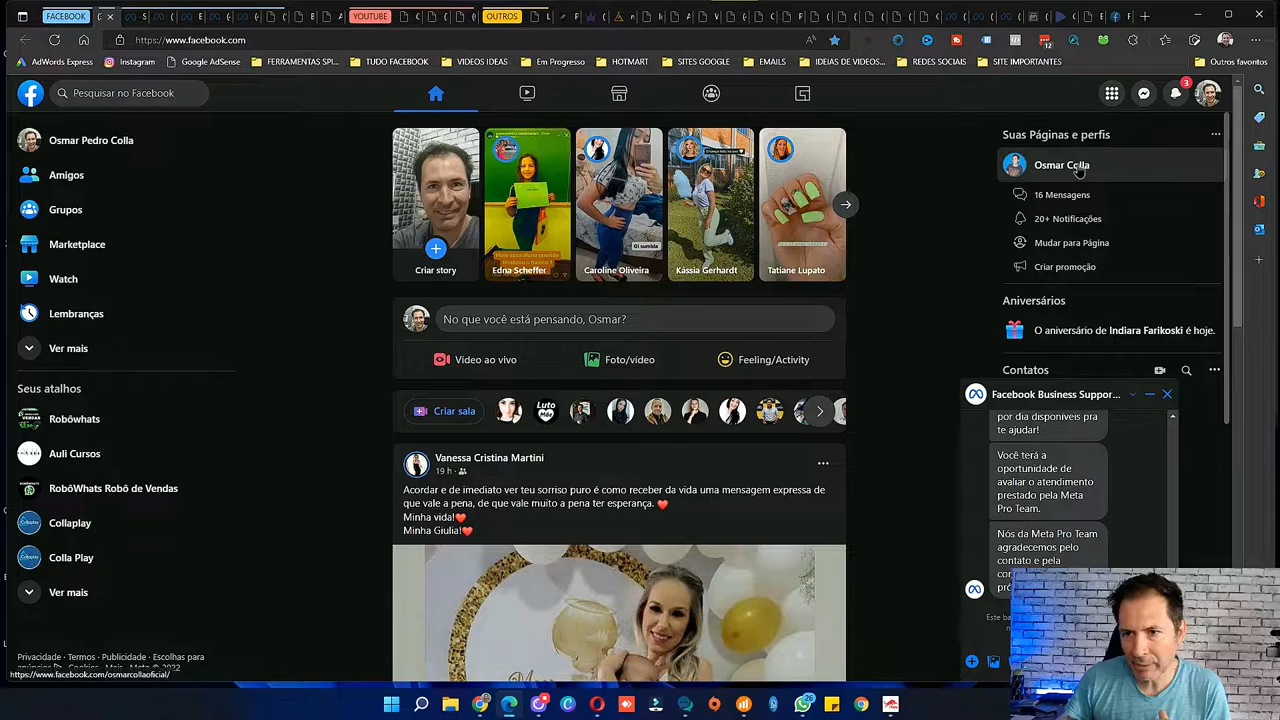 FACEBOOK
YOUTUBE
OUTROS
https://www.facebook.com
12
AdWords Express
Instagram
Google AdSense
FERRAMENTAS SPI...
TUDO FACEBOOK
VÍDEOS IDEAS
Em Progresso
HOTMART
SITES GOOGLE
EMAILS
IDEIAS DE VÍDEOS...
REDES SOCIAIS
SITE IMPORTANTES
Outros favoritos
Pesquisar no Facebook
3
Osmar Pedro Colla
Amigos
Grupos
Marketplace
Watch
Lembranças
Ver mais
Seus atalhos
Robôwhats
Auli Cursos
RobôWhats Robô de Vendas
Collaplay
Colla Play
Ver mais
Privacidade · Termos · Publicidade · Escolhas para
https://www.facebook.com/osmarcollaoficial/
Criar story
Edna Scheffer
Oi sumida
Caroline Oliveira
Kássia Gerhardt
Tatiane Lupato
No que você está pensando, Osmar?
Vídeo ao vivo
Foto/vídeo
Feeling/Activity
Criar sala
Luto
Mãe
Vanessa Cristina Martini
19 h ·
Acordar e de imediato ver teu sorriso puro é como receber da vida uma mensagem expressa de
que vale a pena, de que vale muito a pena ter esperança. ❤️
Minha vida!❤️
Minha Giulia!❤️
Suas Páginas e perfis
Osmar Colla
16 Mensagens
20+ Notificações
Mudar para Página
Criar promoção
Aniversários
O aniversário de Indiara Farikoski é hoje.
Contatos
Facebook Business Suppor...
por dia disponíveis pra
te ajudar!
Você terá a
oportunidade de
avaliar o atendimento
prestado pela Meta
Pro Team.
Nós da Meta Pro Team
agradecemos pelo
contato e pela